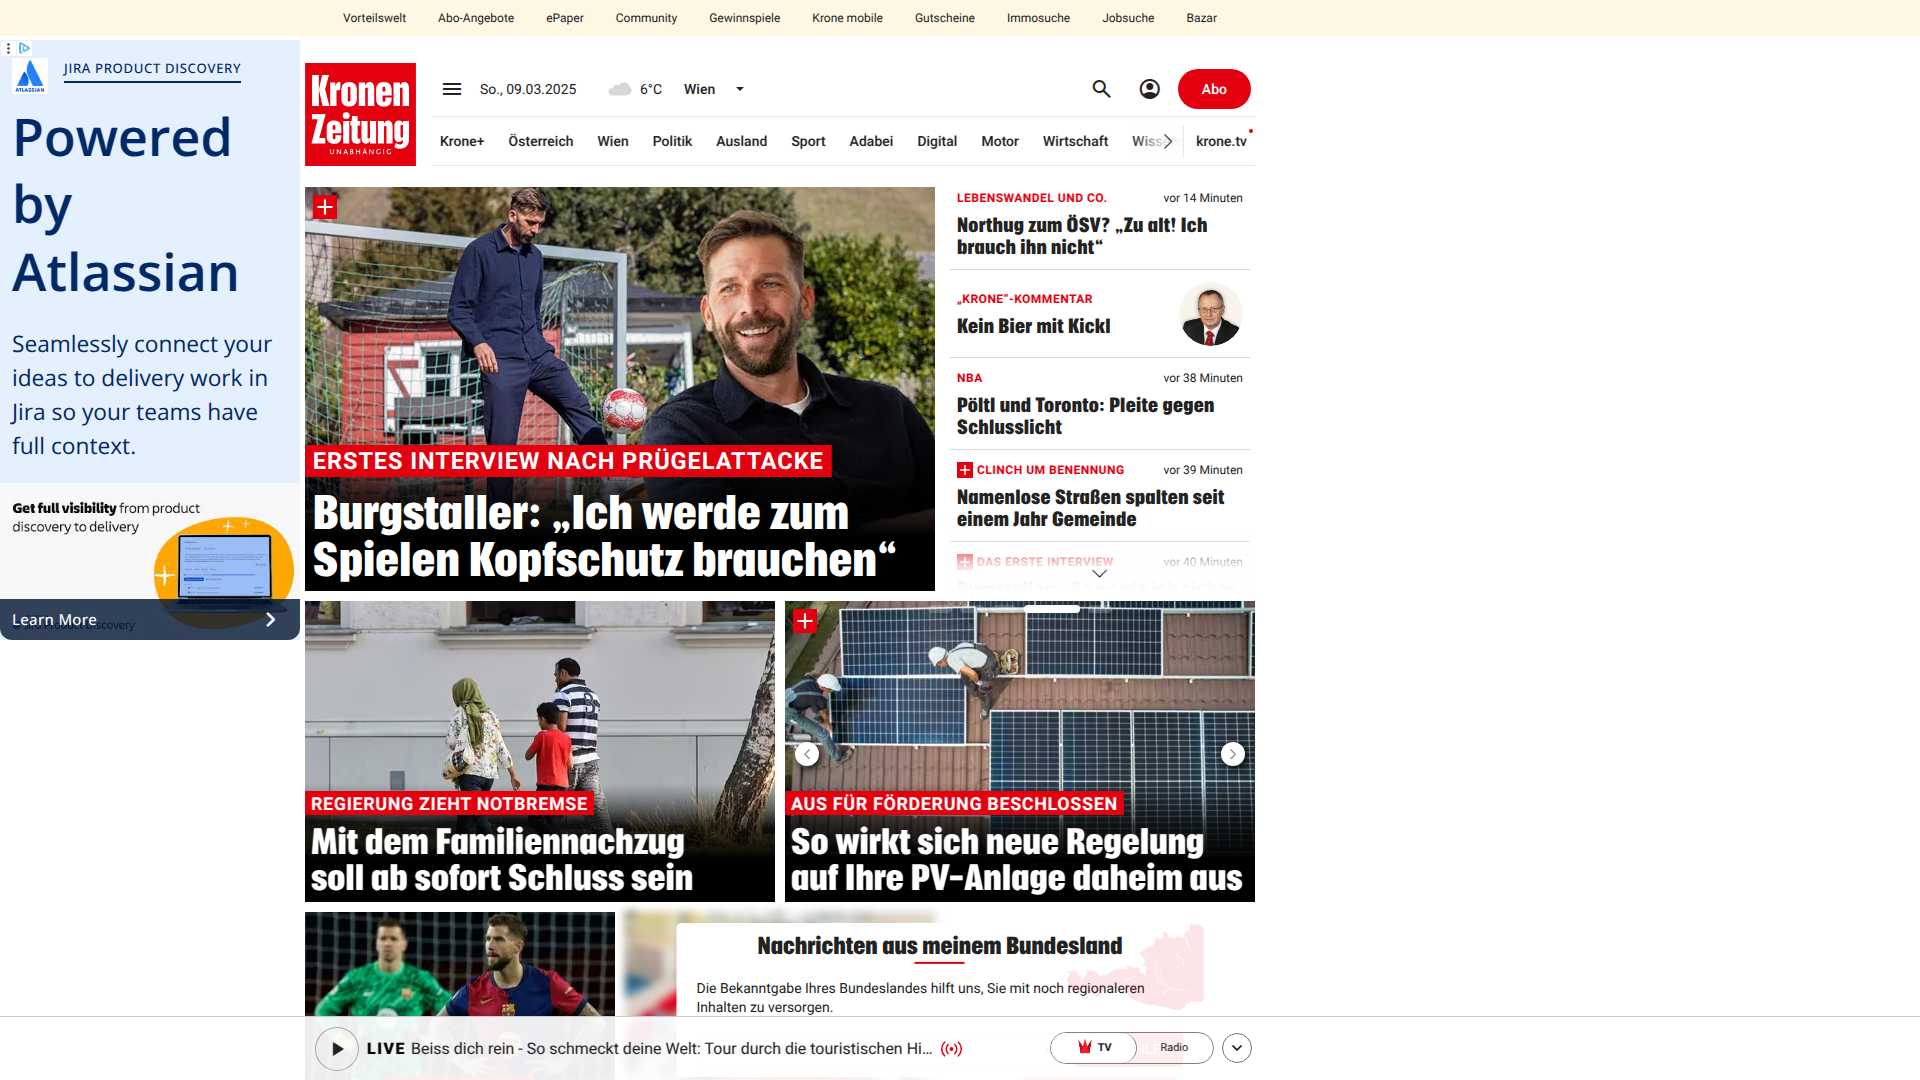 Vorteilswelt Abo-Angebote ePaper Community Gewinnspiele Krone mobile Gutscheine Immosuche Jobsuche Bazar
JIRA PRODUCT DISCOVERY
ATLASSIAN
Powered
by
Atlassian
Seamlessly connect your
ideas to delivery work in
Jira so your teams have
full context.
Get full visibility from product
discovery to delivery
Learn More
Kronen
Zeitung
UNABHÄNGIG
So., 09.03.2025 6°C Wien
Abo
Krone+ Österreich Wien Politik Ausland Sport Adabei Digital Motor Wirtschaft Wiss krone.tv
ERSTES INTERVIEW NACH PRÜGELATTACKE
Burgstaller: „Ich werde zum
Spielen Kopfschutz brauchen“
LEBENSWANDEL UND CO. vor 14 Minuten
Northug zum ÖSV? „Zu alt! Ich
brauch ihn nicht“
„KRONE“-KOMMENTAR
Kein Bier mit Kickl
NBA vor 38 Minuten
Pöltl und Toronto: Pleite gegen
Schlusslicht
CLINCH UM BENENNUNG vor 39 Minuten
Namenlose Straßen spalten seit
einem Jahr Gemeinde
DAS ERSTE INTERVIEW vor 40 Minuten
REGIERUNG ZIEHT NOTBREMSE
Mit dem Familiennachzug
soll ab sofort Schluss sein
AUS FÜR FÖRDERUNG BESCHLOSSEN
So wirkt sich neue Regelung
auf Ihre PV-Anlage daheim aus
Nachrichten aus meinem Bundesland
Die Bekanntgabe Ihres Bundeslandes hilft uns, Sie mit noch regionaleren
Inhalten zu versorgen.
LIVE Beiss dich rein - So schmeckt deine Welt: Tour durch die touristischen Hi...
TV Radio